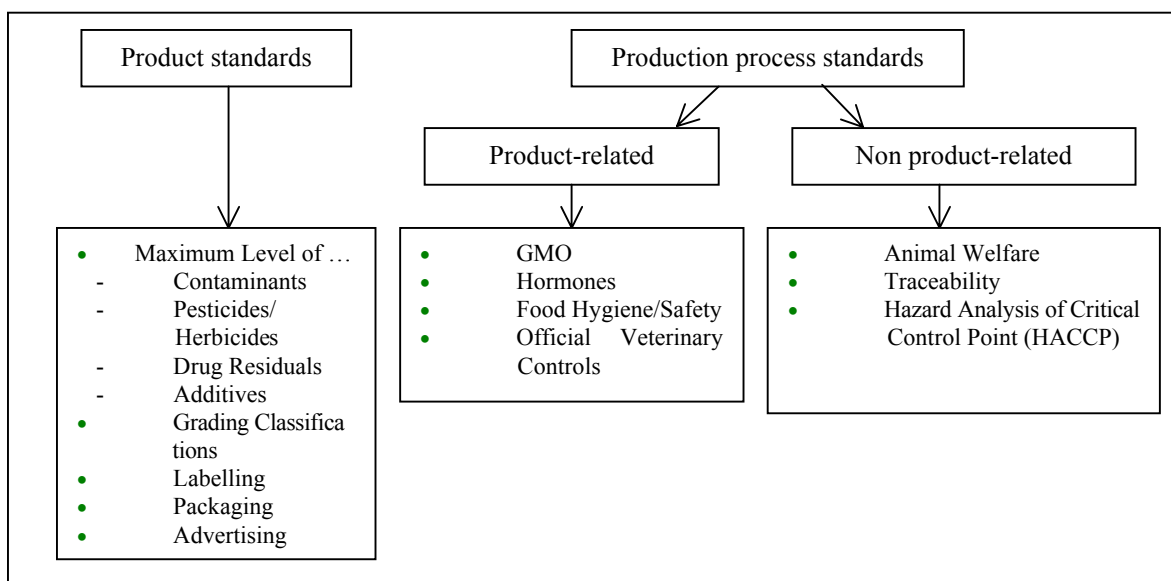 Product standards
Production process standards
Product-related
Non product-related
• Maximum Level of …
- Contaminants
- Pesticides/
Herbicides
- Drug Residuals
- Additives
• Grading Classifica
tions
• Labelling
• Packaging
• Advertising
• GMO
• Hormones
• Food Hygiene/Safety
• Official Veterinary
Controls
• Animal Welfare
• Traceability
• Hazard Analysis of Critical
Control Point (HACCP)